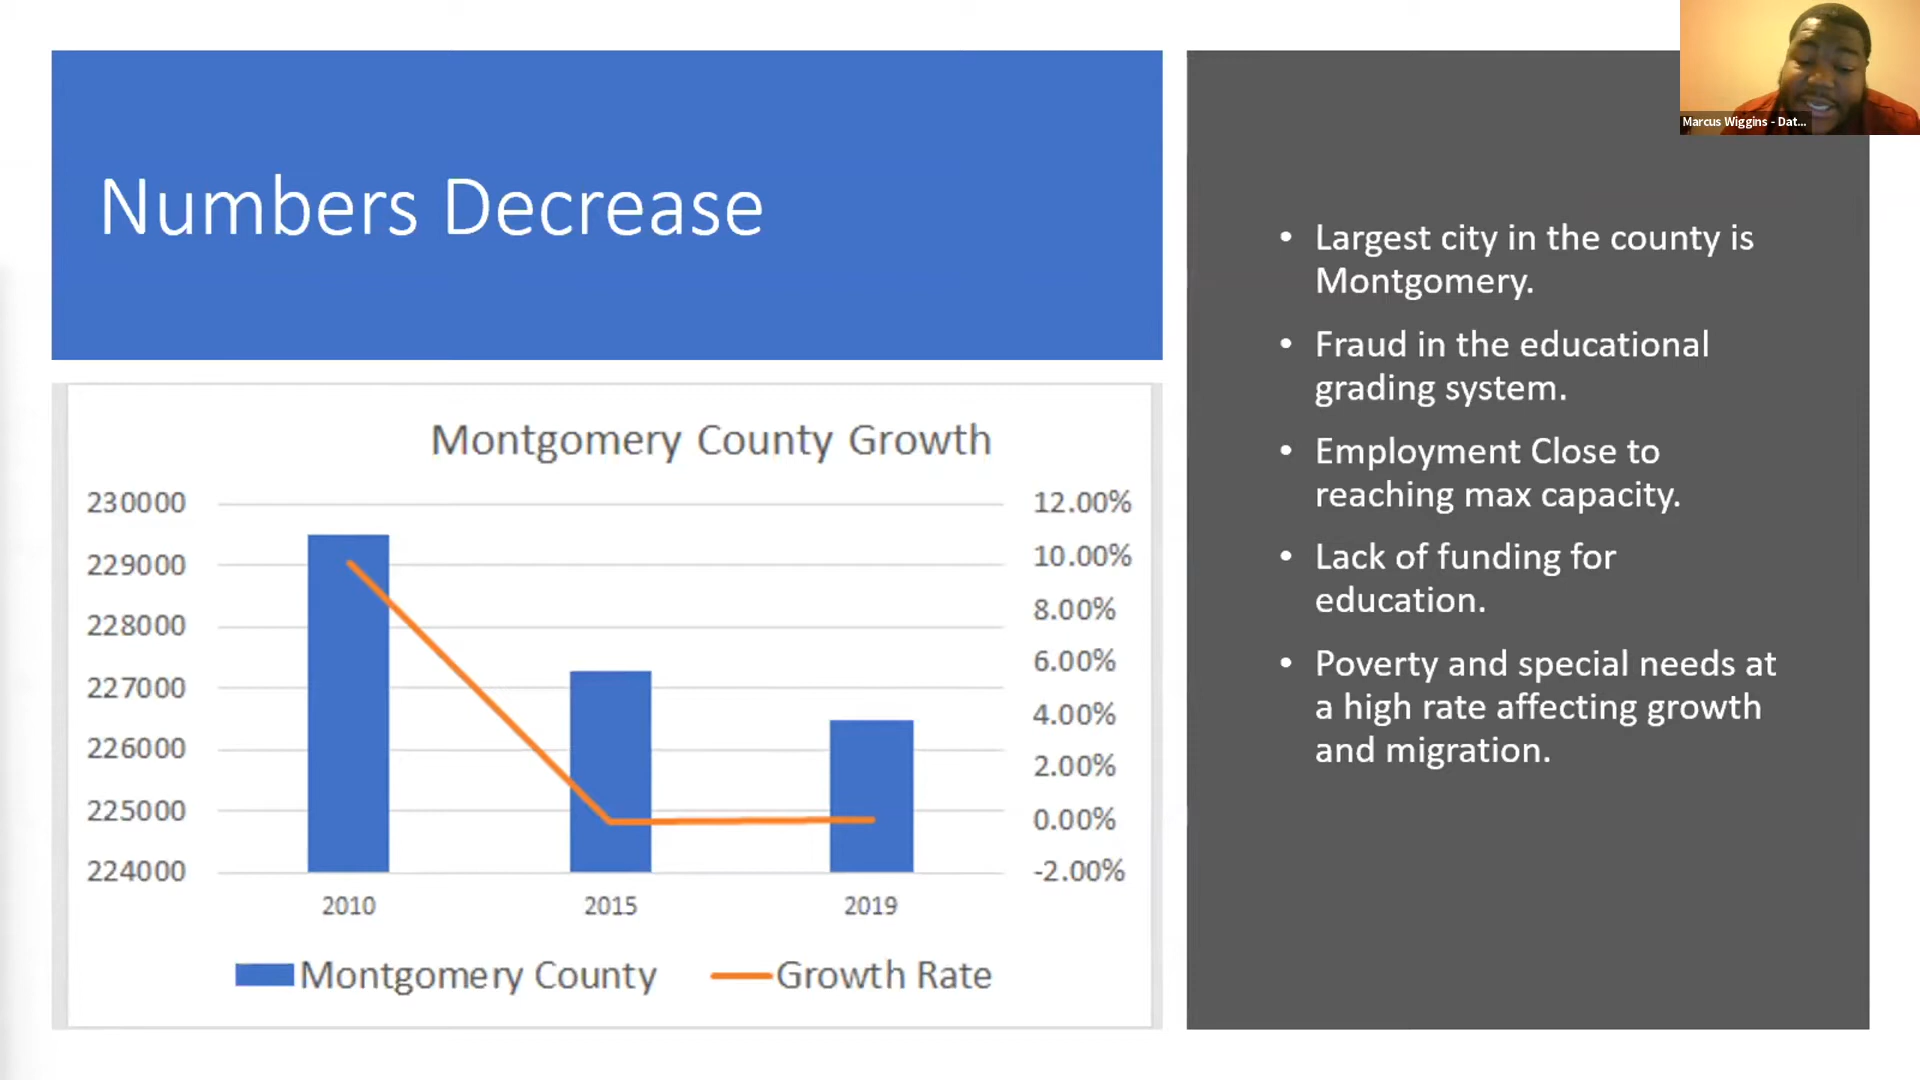 Marcus Wiggins - Dat...
Numbers Decrease
Montgomery County Growth
230000
229000
228000
227000
226000
225000
224000
12.00%
10.00%
8.00%
6.00%
4.00%
2.00%
0.00%
-2.00%
2010
2015
2019
Montgomery County
Growth Rate
• Largest city in the county is
Montgomery.
• Fraud in the educational
grading system.
• Employment Close to
reaching max capacity.
• Lack of funding for
education.
• Poverty and special needs at
a high rate affecting growth
and migration.